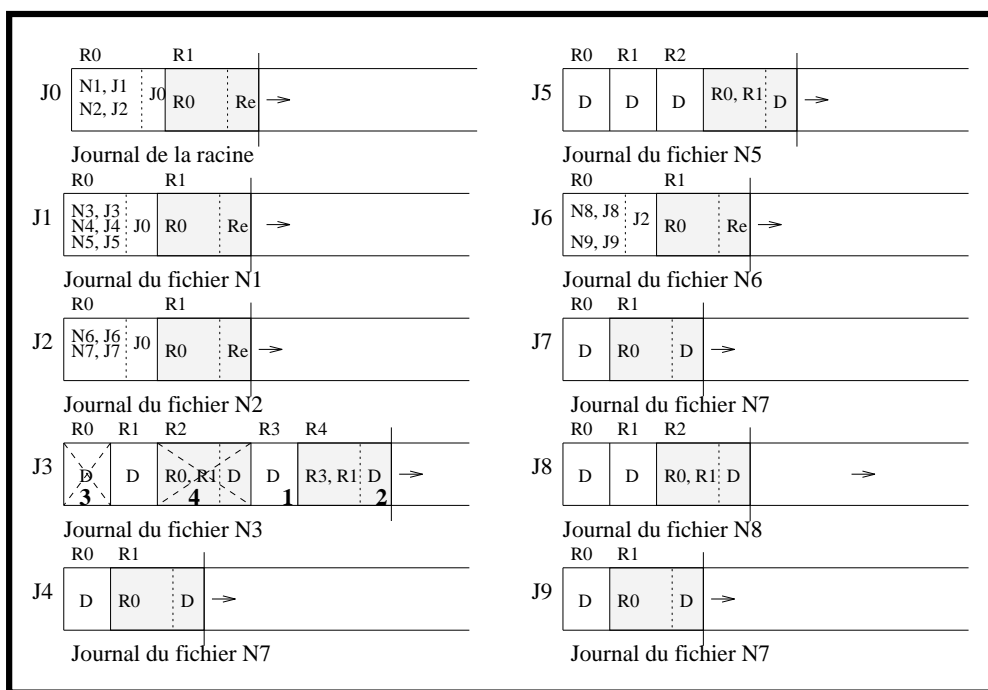 R0 R1
J0 N1, J1 J0 R0 Re
N2, J2
Journal de la racine
R0 R1
J1 N3, J3 J0 R0 Re
N4, J4
N5, J5
Journal du fichier N1
R0 R1
J2 N6, J6 J0 R0 Re
N7, J7
Journal du fichier N2
R0 R1 R2 R3 R4
J3 D D R0, R1 D D R3, R1 D
3 4 1 2
Journal du fichier N3
R0 R1
J4 D R0 D
Journal du fichier N7
R0 R1 R2
J5 D D D R0, R1 D
Journal du fichier N5
R0 R1
J6 N8, J8 J2 R0 Re
N9, J9
Journal du fichier N6
R0 R1
J7 D R0 D
Journal du fichier N7
R0 R1 R2
J8 D D R0, R1 D
Journal du fichier N8
R0 R1
J9 D R0 D
Journal du fichier N7